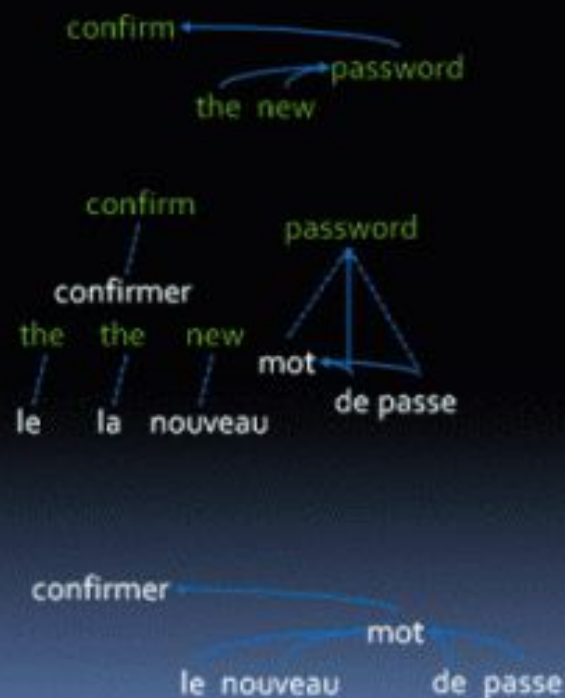 confirm
password
the new
confirm
password
confirmer
the the new
mot
de passe
le la nouveau
confirmer
mot
le nouveau de passe